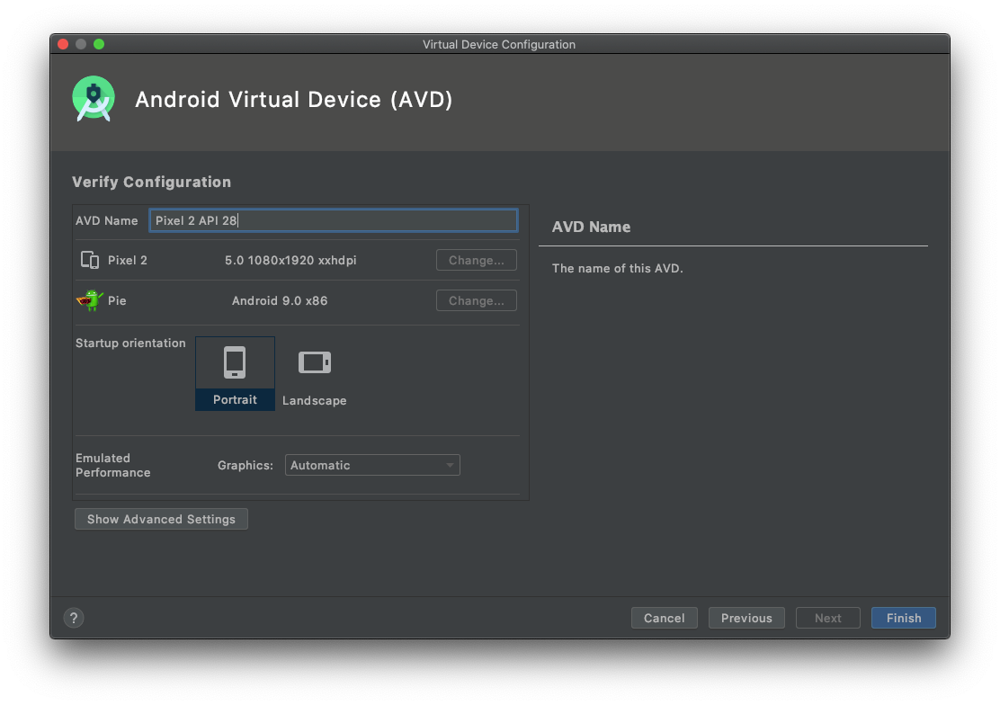 Virtual Device Configuration
Android Virtual Device (AVD)
Verify Configuration
AVD Name Pixel 2 API 28
Pixel 2 5.0 1080x1920 xxhdpi Change...
Pie Android 9.0 x86 Change...
Startup orientation
Portrait Landscape
Emulated
Performance
Graphics: Automatic
Show Advanced Settings
AVD Name
The name of this AVD.
? Cancel Previous Next Finish